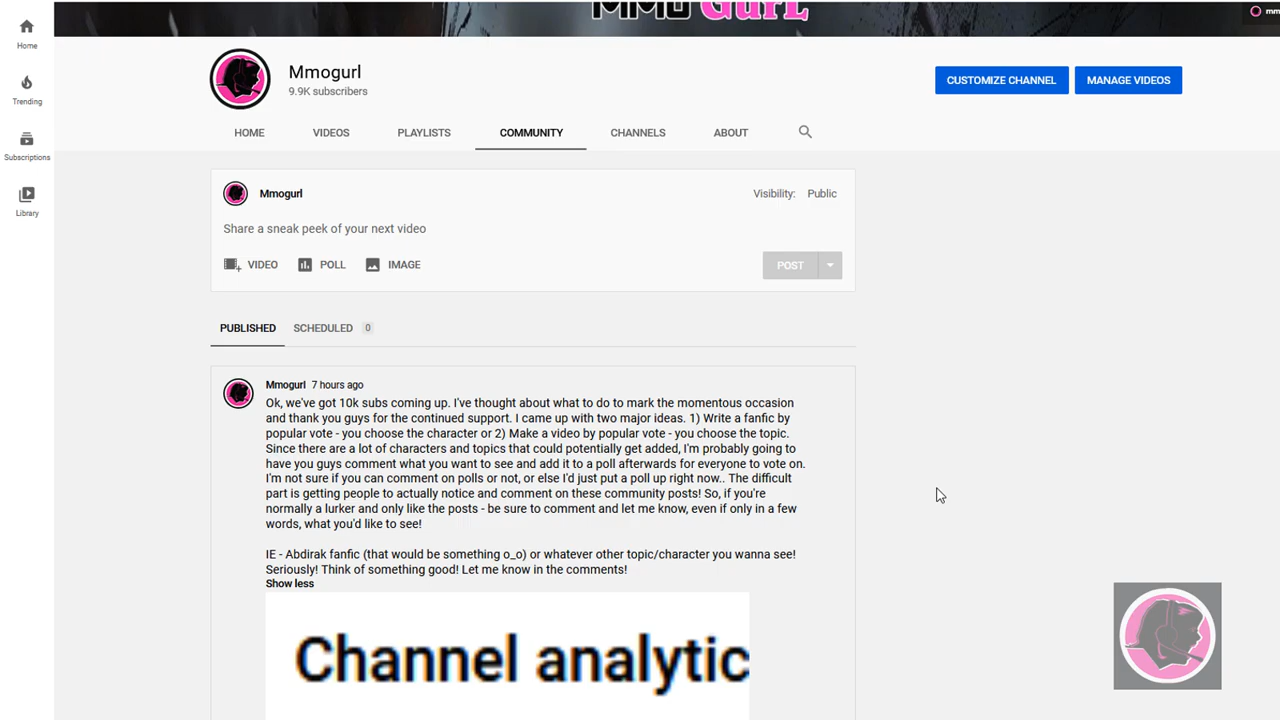 MMO GURL
mm
Home
Trending
Subscriptions
Library
Mmogurl
9.9K subscribers
CUSTOMIZE CHANNEL
MANAGE VIDEOS
HOME
VIDEOS
PLAYLISTS
COMMUNITY
CHANNELS
ABOUT
Mmogurl
Visibility: Public
Share a sneak peek of your next video
VIDEO
POLL
IMAGE
POST
PUBLISHED
SCHEDULED 0
Mmogurl 7 hours ago
Ok, we've got 10k subs coming up. I've thought about what to do to mark the momentous occasion
and thank you guys for the continued support. I came up with two major ideas. 1) Write a fanfic by
popular vote - you choose the character or 2) Make a video by popular vote - you choose the topic.
Since there are a lot of characters and topics that could potentially get added, I'm probably going to
have you guys comment what you want to see and add it to a poll afterwards for everyone to vote on.
I'm not sure if you can comment on polls or not, or else I'd just put a poll up right now.. The difficult
part is getting people to actually notice and comment on these community posts! So, if you're
normally a lurker and only like the posts - be sure to comment and let me know, even if only in a few
words, what you'd like to see!
IE - Abdirak fanfic (that would be something o_o) or whatever other topic/character you wanna see!
Seriously! Think of something good! Let me know in the comments!
Show less
Channel analytic